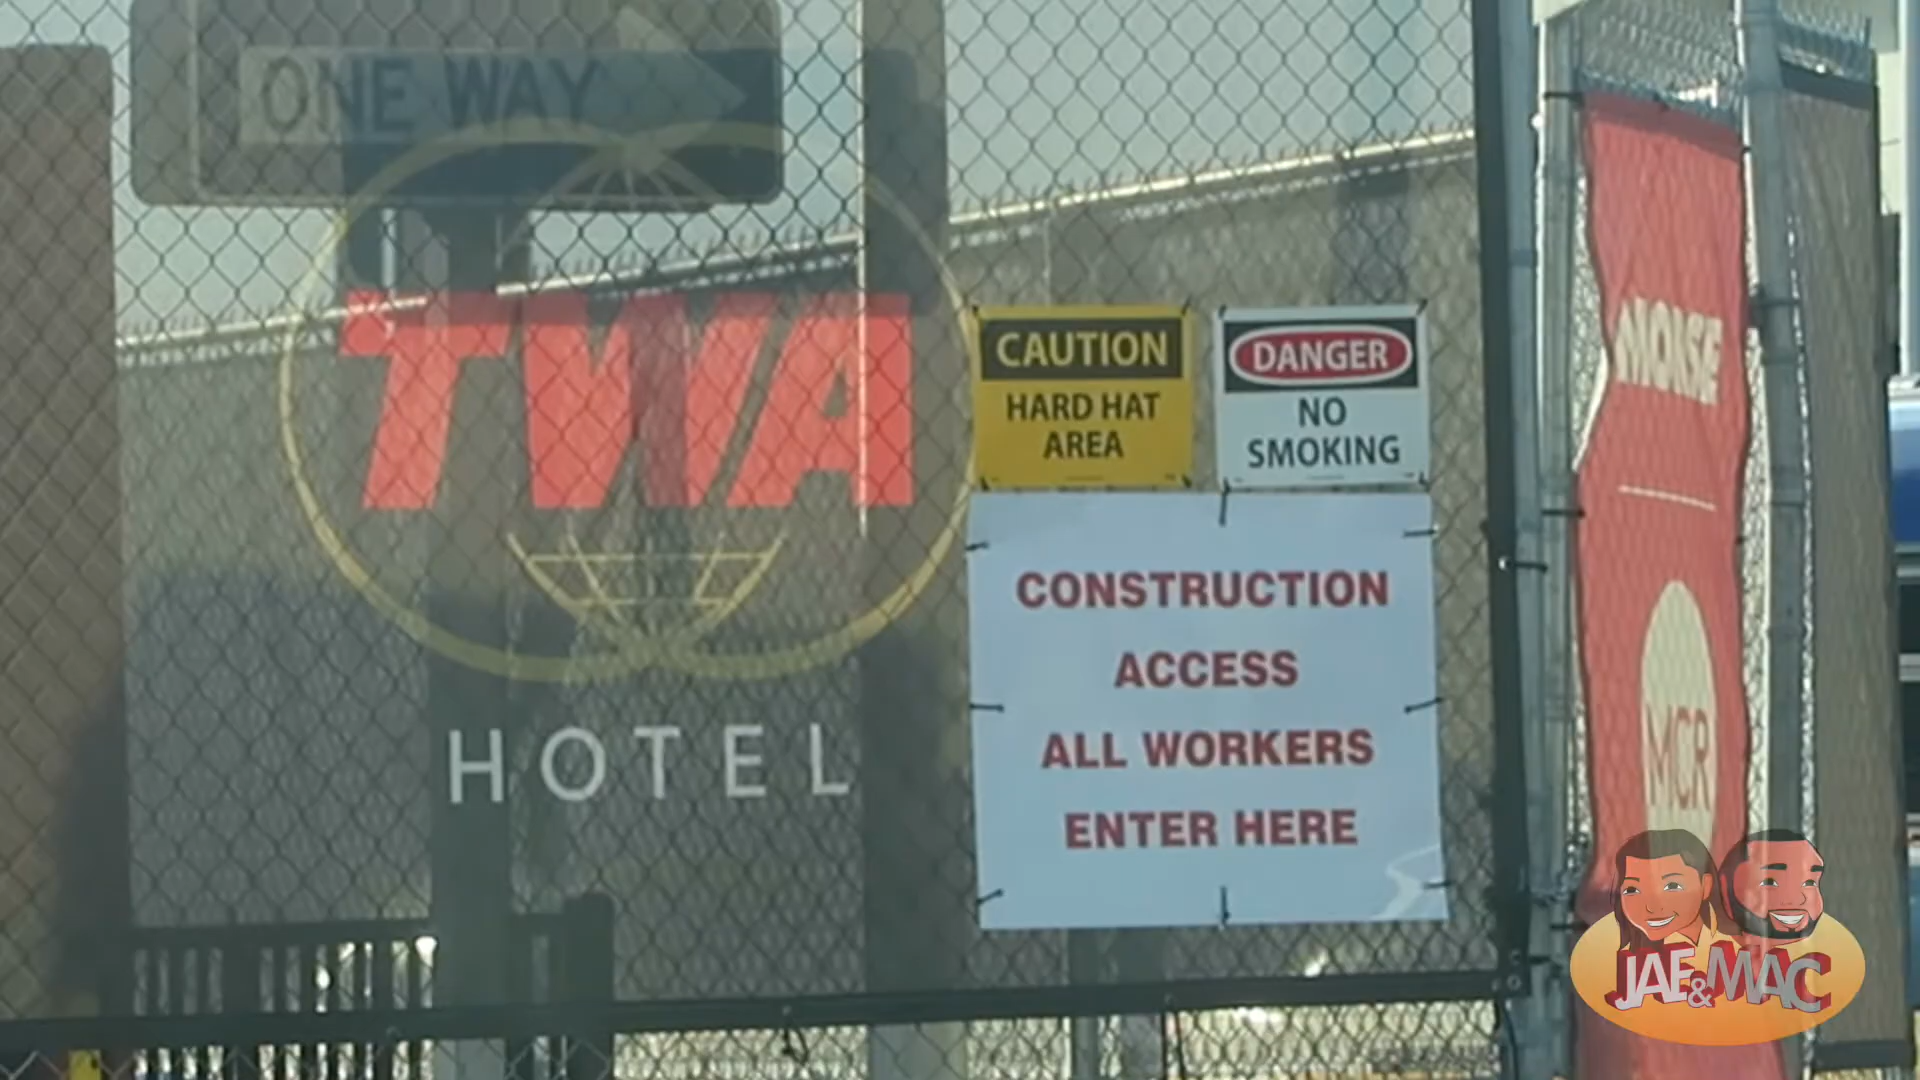 ONE WAY
TWA
HOTEL
CAUTION
HARD HAT
AREA
DANGER
NO
SMOKING
CONSTRUCTION
ACCESS
ALL WORKERS
ENTER HERE
MORSE
MCR
JAE&MAC